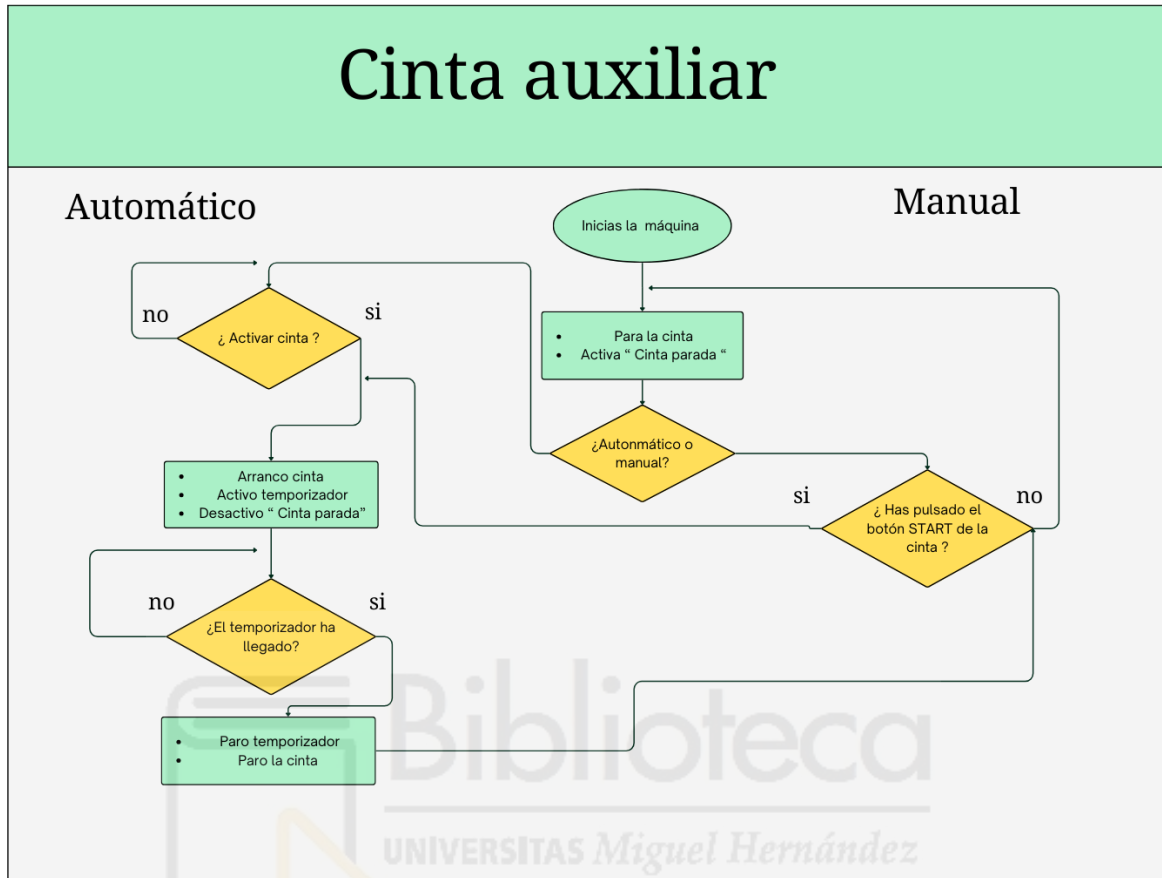 Cinta auxiliar
Automático
Manual
Inicias la máquina
no
¿ Activar cinta ?
si
• Para la cinta
• Activa “ Cinta parada “
¿Autonmático o
manual?
• Arranco cinta
• Activo temporizador
• Desactivo “ Cinta parada”
si
¿ Has pulsado el
botón START de la
cinta ?
no
no
¿El temporizador ha
llegado?
si
• Paro temporizador
• Paro la cinta
Biblioteca
UNIVERSITAS Miguel Hernández